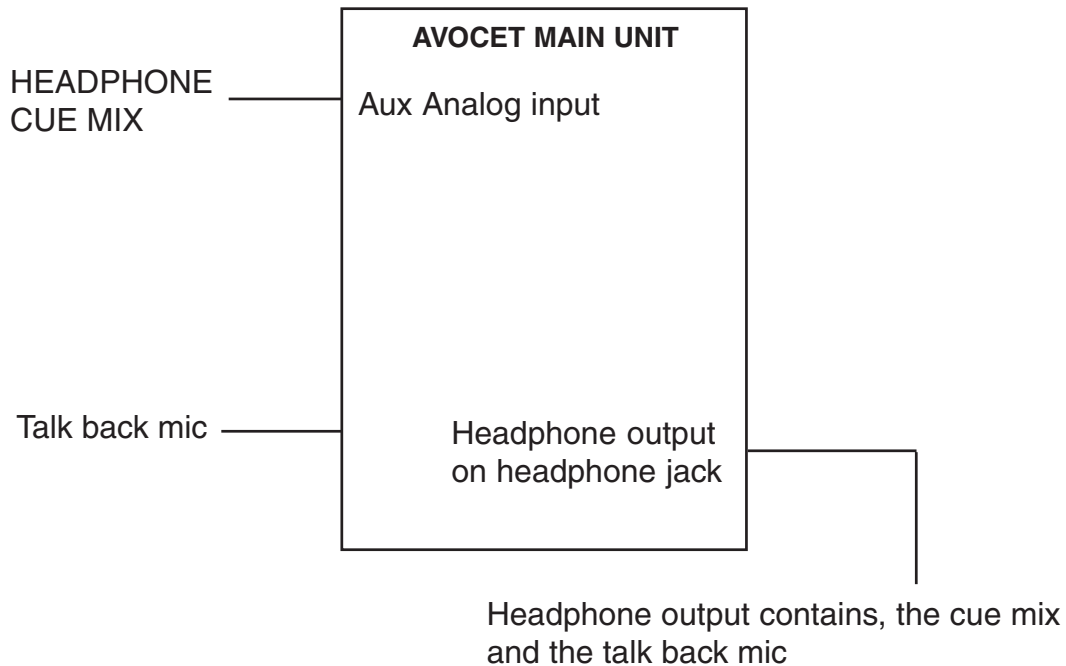 AVOCET MAIN UNIT
HEADPHONE
CUE MIX
Aux Analog input
Talk back mic
Headphone output
on headphone jack
Headphone output contains, the cue mix
and the talk back mic